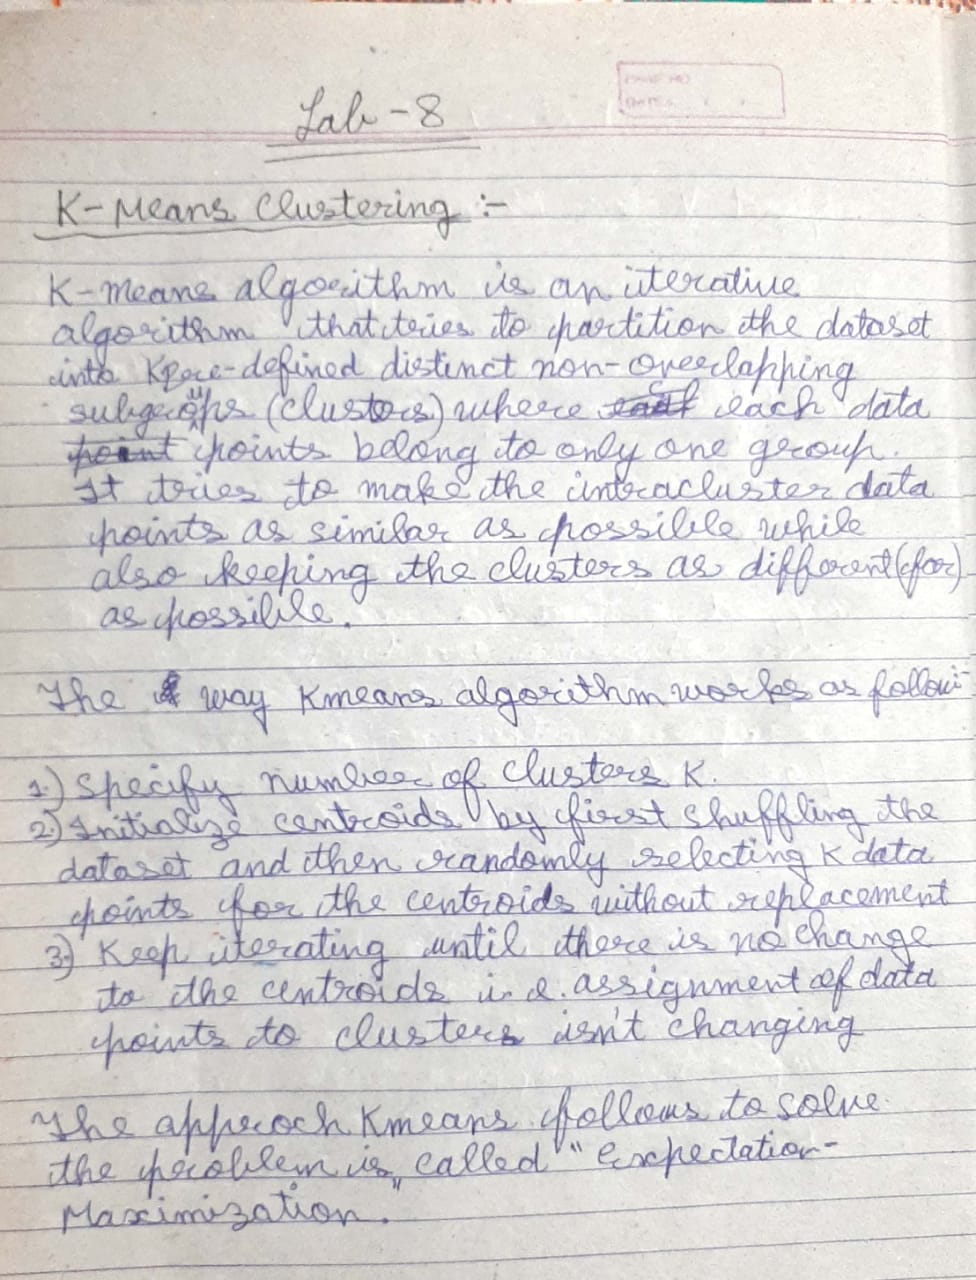 PAGE NO
DATE
Lab - 8
K-Means Clustering :-
K-means algorithm is an iterative
algorithm that tries to partition the dataset
into K pre-defined distinct non-overlapping
subgroups (clusters) where each data
point points belong to only one group.
It tries to make the intracluster data
points as similar as possible while
also keeping the clusters as different (far)
as possible.
The way Kmeans algorithm works as follow:-
1.) Specify number of clusters K.
2.) Initialize centroids by first shuffling the
dataset and then randomly selecting K data
points for the centroids without replacement
3.) Keep iterating until there is no change
to the centroids i.e. assignment of data
points to clusters isn't changing
The approch Kmeans follows to solve
the problem is called "Expectation-
Maximization".